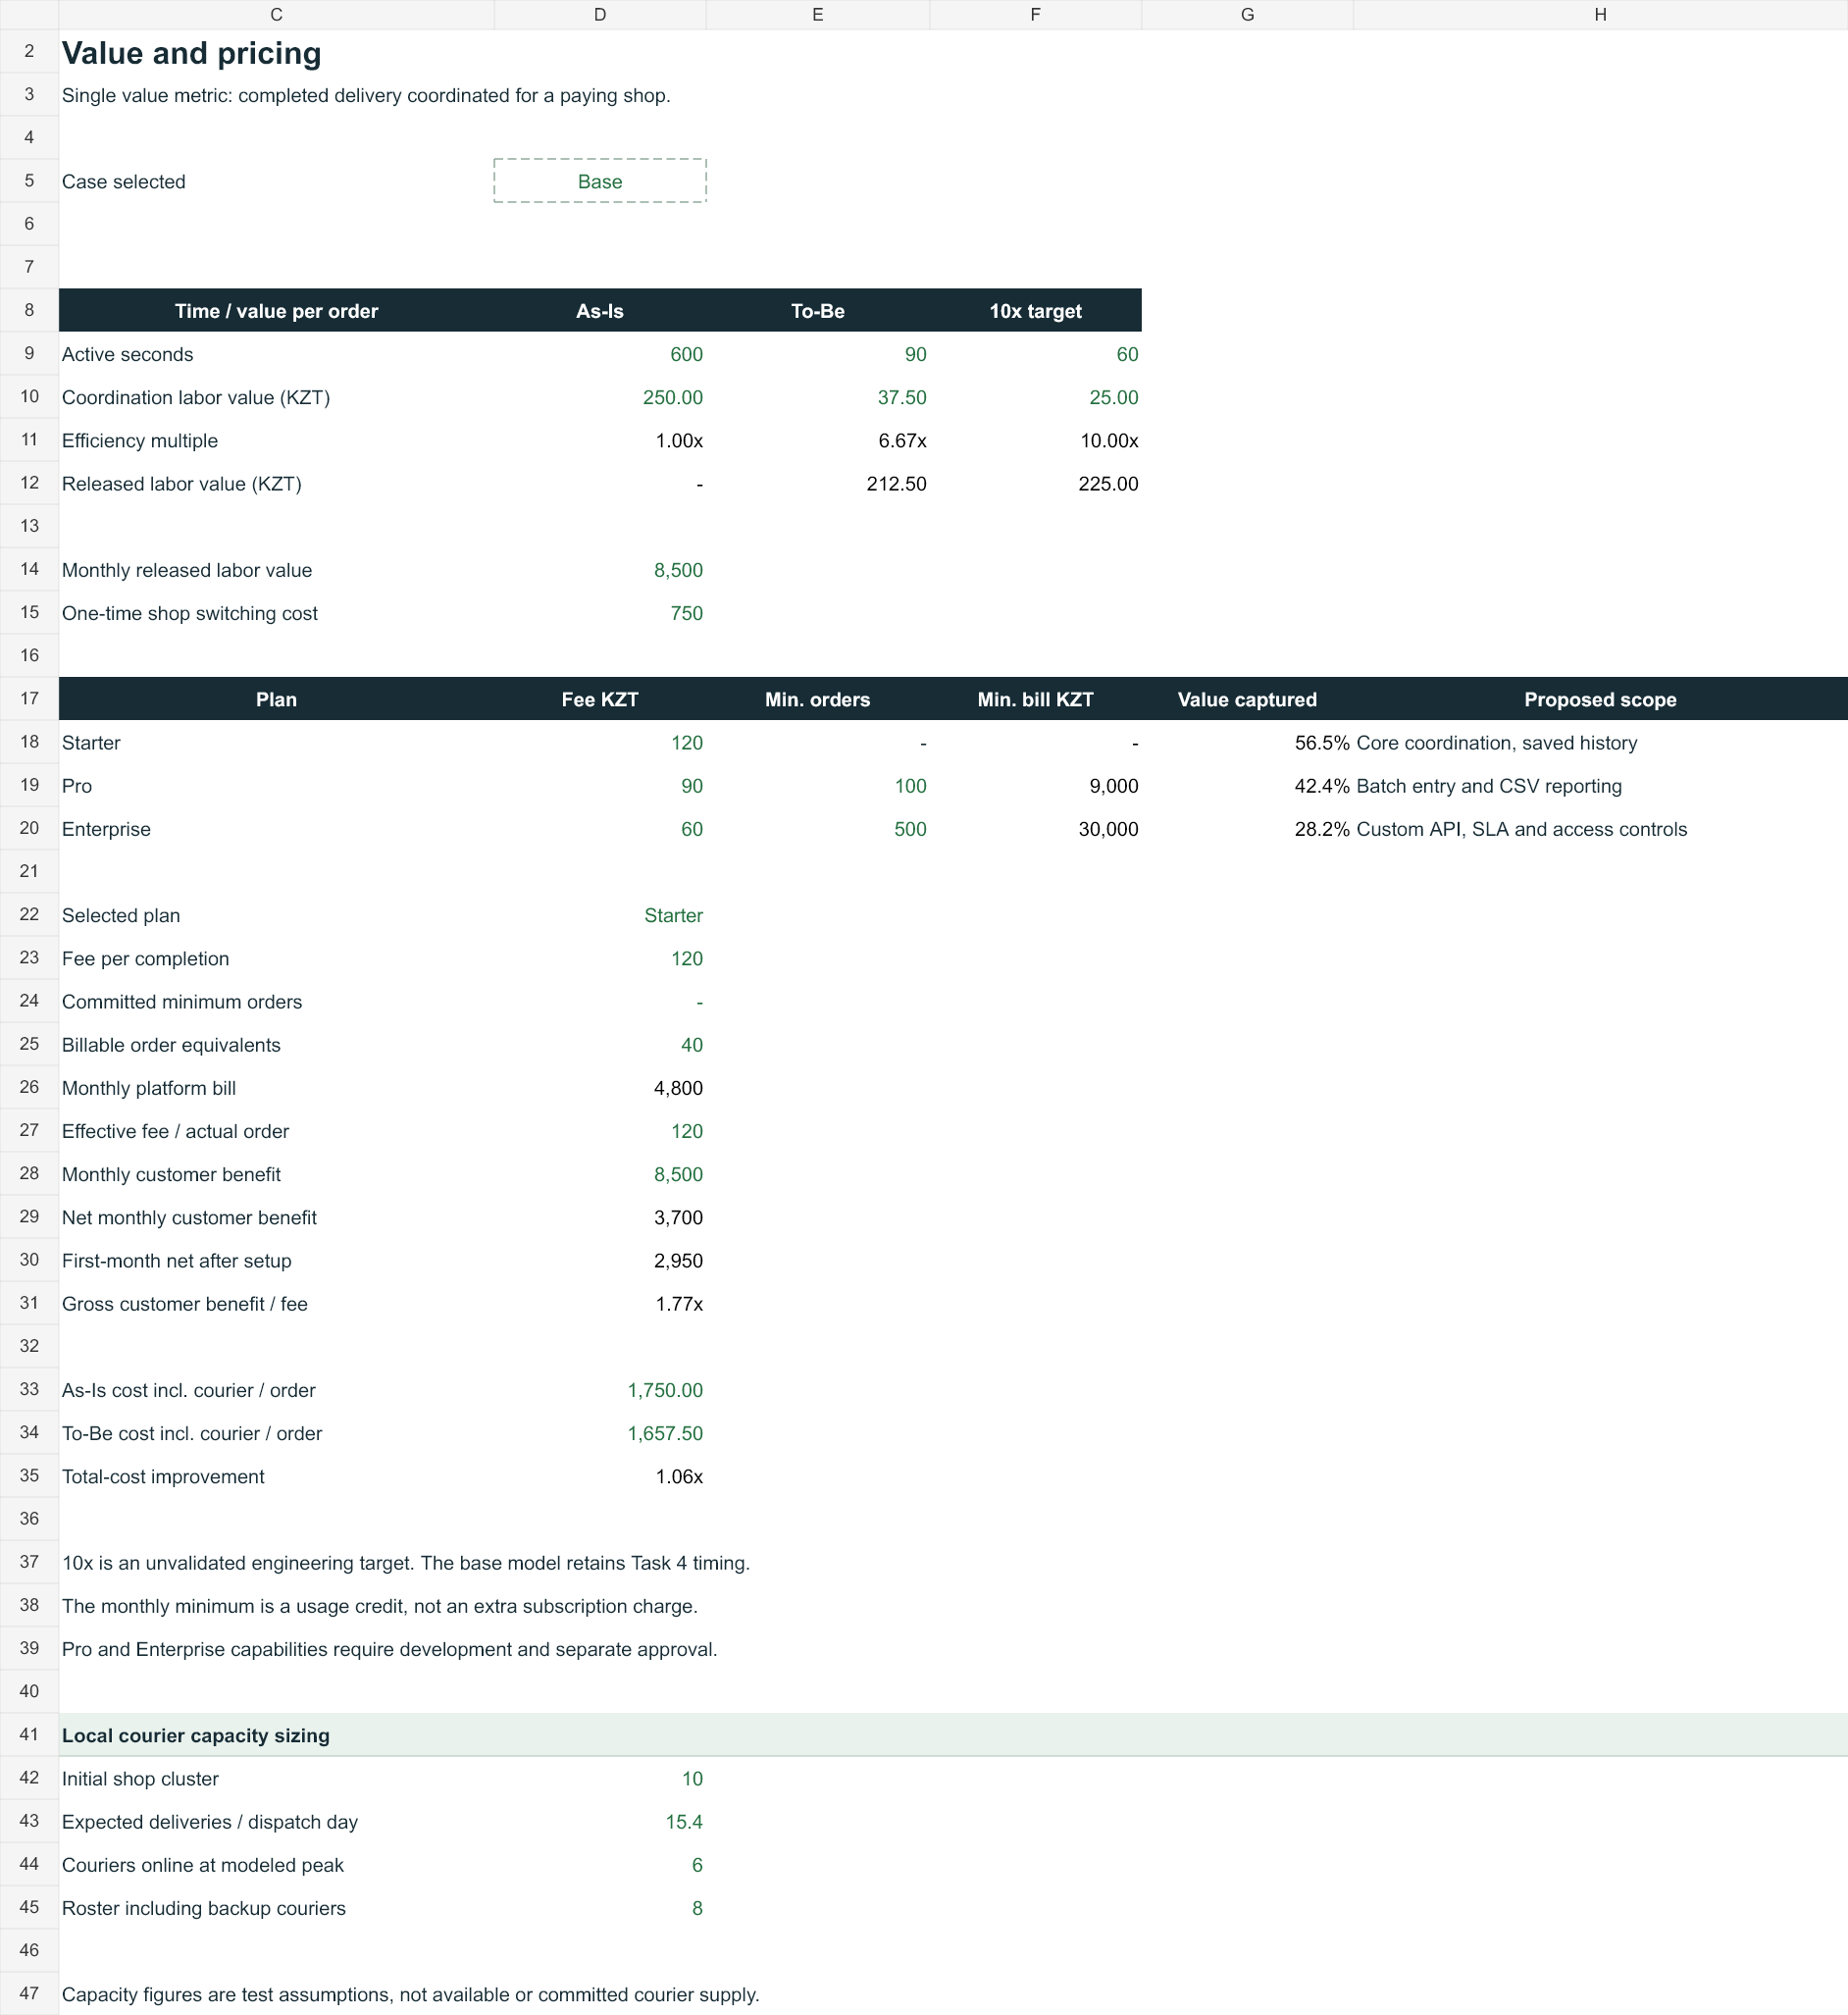 C D E F G H
2 Value and pricing
3 Single value metric: completed delivery coordinated for a paying shop.
4
5 Case selected Base
6
7
8 Time / value per order As-Is To-Be 10x target
9 Active seconds 600 90 60
10 Coordination labor value (KZT) 250.00 37.50 25.00
11 Efficiency multiple 1.00x 6.67x 10.00x
12 Released labor value (KZT) - 212.50 225.00
13
14 Monthly released labor value 8,500
15 One-time shop switching cost 750
16
17 Plan Fee KZT Min. orders Min. bill KZT Value captured Proposed scope
18 Starter 120 - - 56.5% Core coordination, saved history
19 Pro 90 100 9,000 42.4% Batch entry and CSV reporting
20 Enterprise 60 500 30,000 28.2% Custom API, SLA and access controls
21
22 Selected plan Starter
23 Fee per completion 120
24 Committed minimum orders -
25 Billable order equivalents 40
26 Monthly platform bill 4,800
27 Effective fee / actual order 120
28 Monthly customer benefit 8,500
29 Net monthly customer benefit 3,700
30 First-month net after setup 2,950
31 Gross customer benefit / fee 1.77x
32
33 As-Is cost incl. courier / order 1,750.00
34 To-Be cost incl. courier / order 1,657.50
35 Total-cost improvement 1.06x
36
37 10x is an unvalidated engineering target. The base model retains Task 4 timing.
38 The monthly minimum is a usage credit, not an extra subscription charge.
39 Pro and Enterprise capabilities require development and separate approval.
40
41 Local courier capacity sizing
42 Initial shop cluster 10
43 Expected deliveries / dispatch day 15.4
44 Couriers online at modeled peak 6
45 Roster including backup couriers 8
46
47 Capacity figures are test assumptions, not available or committed courier supply.